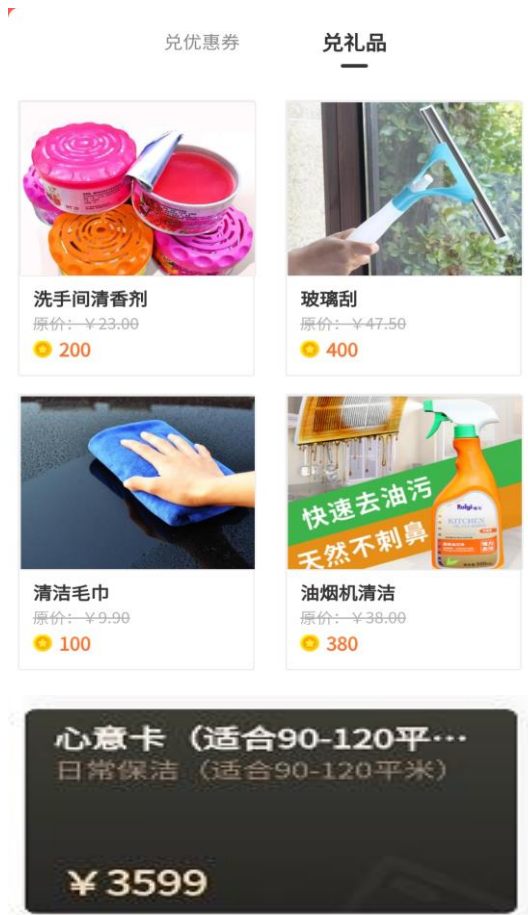 兑优惠券
兑礼品
洗手间清香剂
原价：￥23.00
200
玻璃刮
原价：￥47.50
400
快速去油污
天然不刺鼻
KITCHEN
清洁毛巾
原价：￥9.90
100
油烟机清洁
原价：￥38.00
380
心意卡（适合90-120平···
日常保洁（适合90-120平米）
￥3599